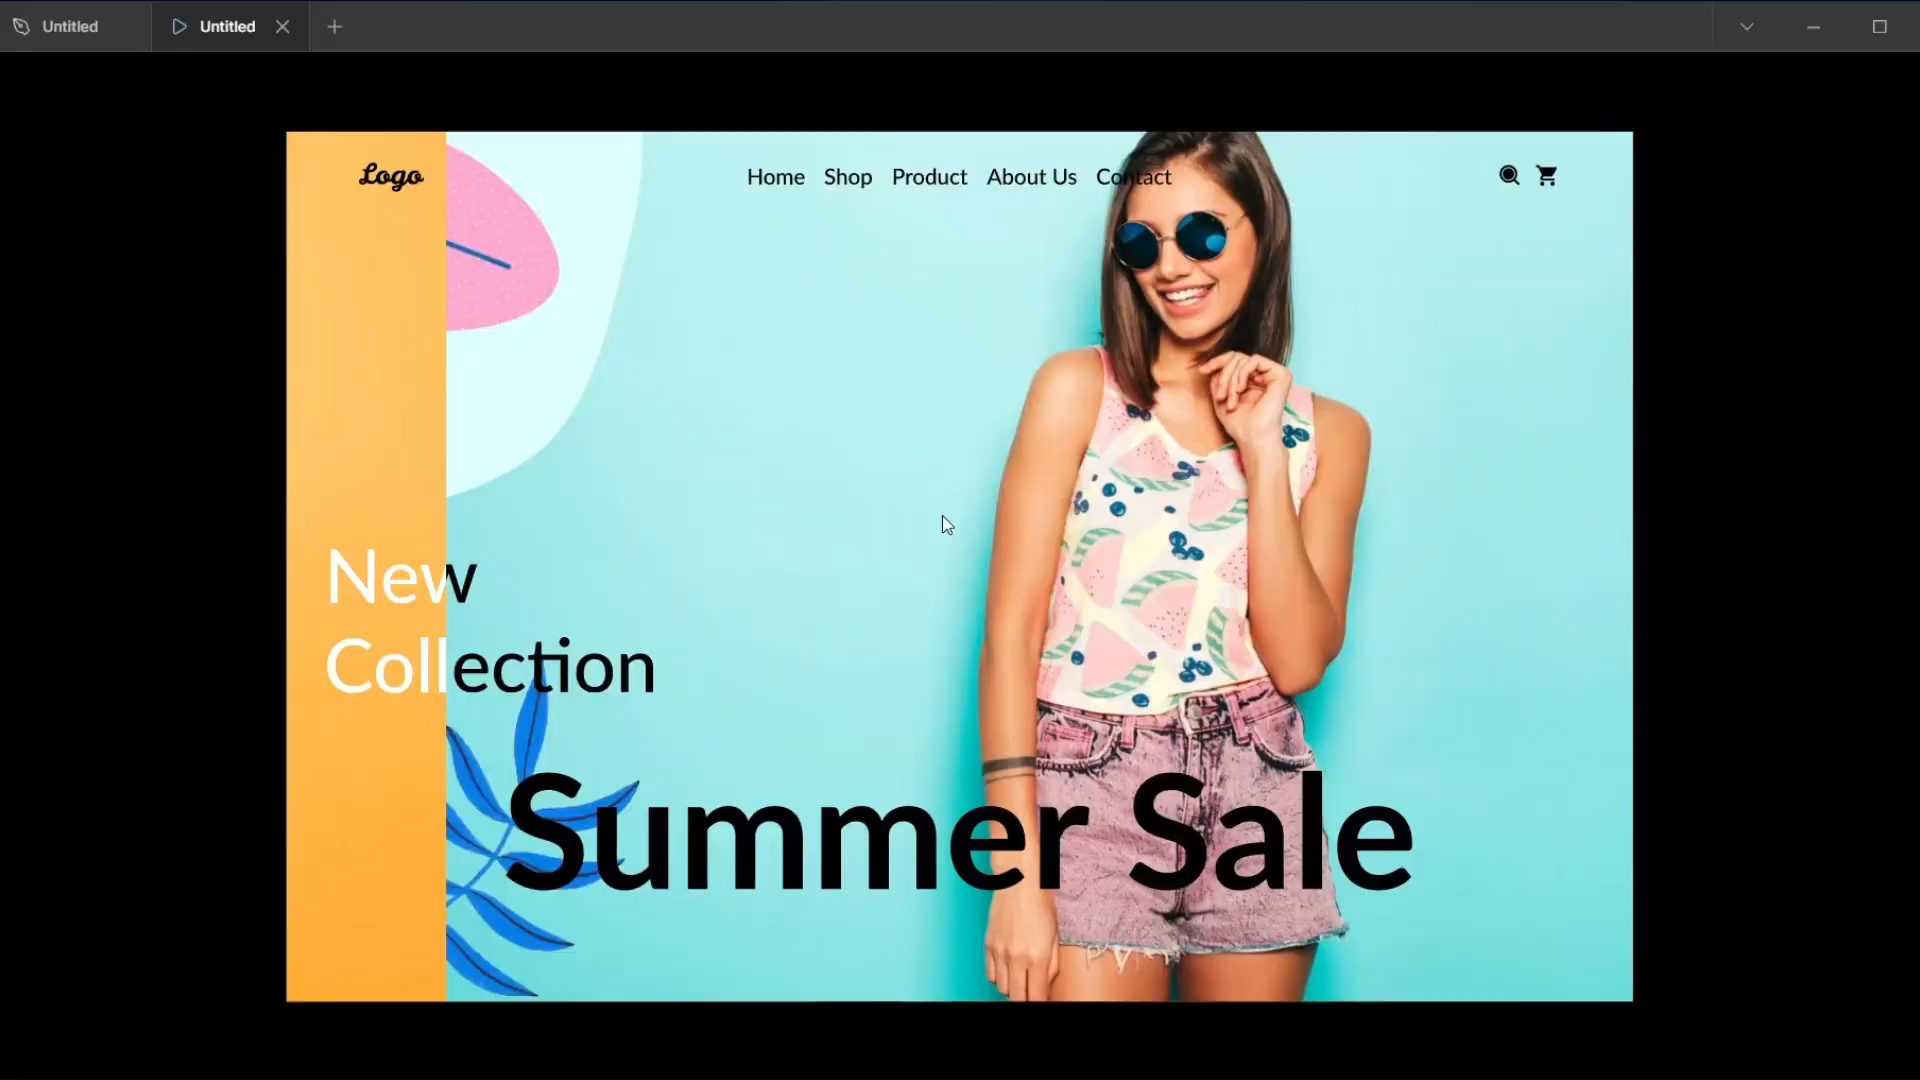 Untitled
Untitled
Logo
Home Shop Product About Us Contact
New
Collection
Summer Sale